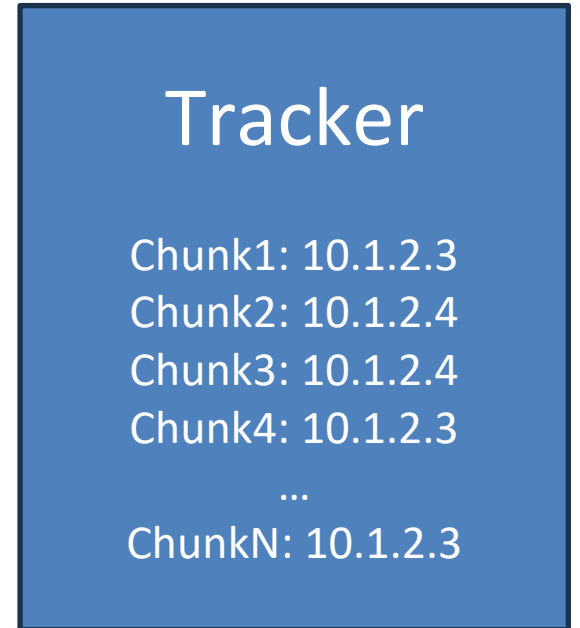 Tracker
Chunk1: 10.1.2.3
Chunk2: 10.1.2.4
Chunk3: 10.1.2.4
Chunk4: 10.1.2.3
…
ChunkN: 10.1.2.3